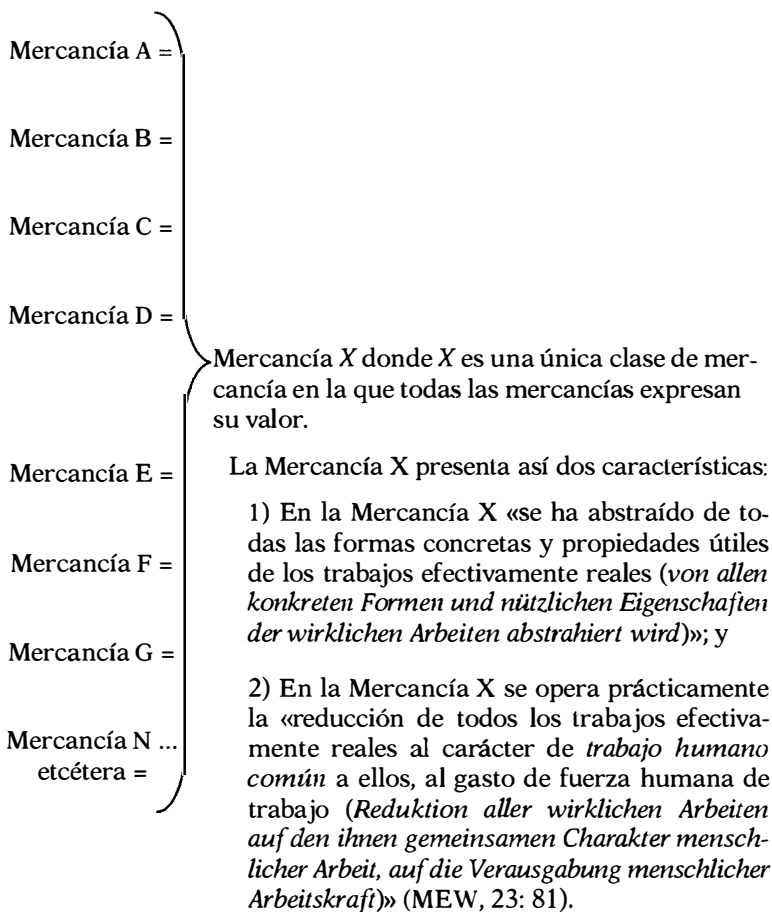 Mercancía A =
Mercancía B =
Mercancía C =
Mercancía D =
Mercancía X donde X es una única clase de mer-
cancía en la que todas las mercancías expresan
su valor.
Mercancía E =
La Mercancía X presenta así dos características:
1) En la Mercancía X «se ha abstraído de to-
das las formas concretas y propiedades útiles
Mercancía F =
de los trabajos efectivamente reales (von allen
konkreten Formen und nützlichen Eigenschaften
der wirklichen Arbeiten abstrahiert wird)»; y
Mercancía G =
2) En la Mercancía X se opera prácticamente
la «reducción de todos los trabajos efectiva-
Mercancía N ...
mente reales al carácter de trabajo humano
etcétera =
común a ellos, al gasto de fuerza humana de
trabajo (Reduktion aller wirklichen Arbeiten
auf den ihnen gemeinsamen Charakter mensch-
licher Arbeit, auf die Verausgabung menschlicher
Arbeitskraft)» (MEW, 23: 81).